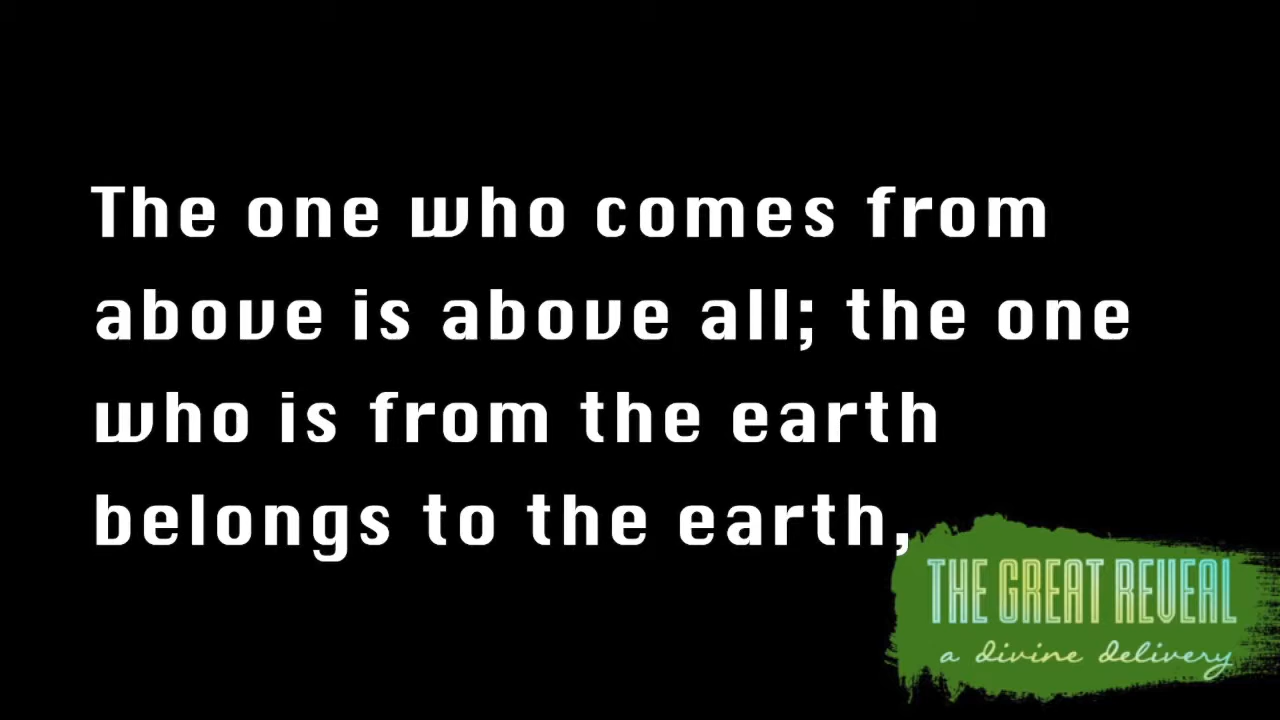 The one who comes from
above is above all; the one
who is from the earth
belongs to the earth,
THE GREAT REVEAL
a divine delivery